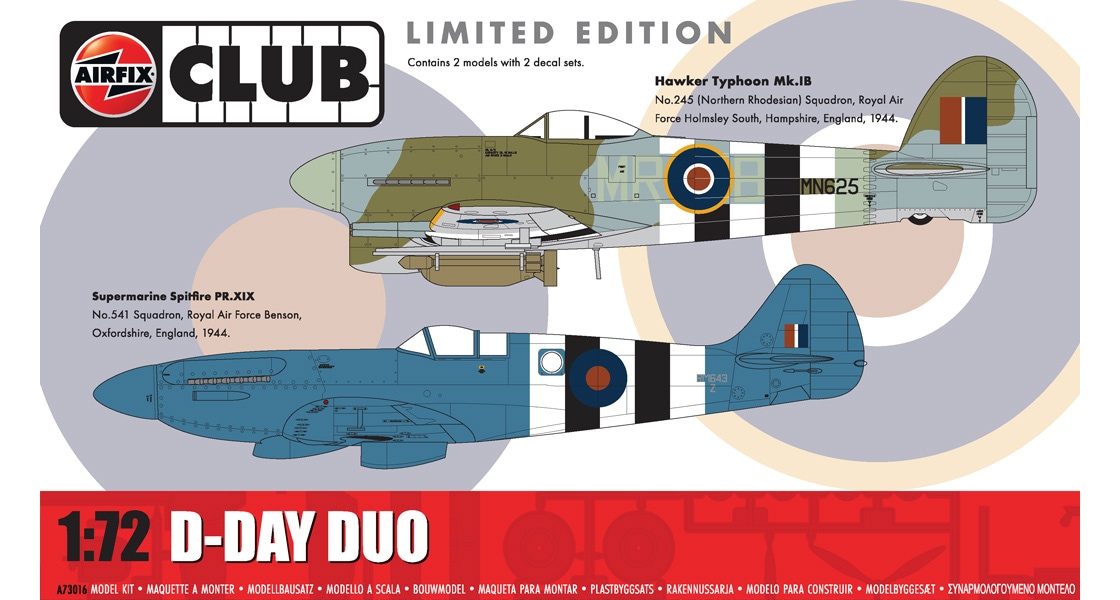 AIRFIX
CLUB
LIMITED EDITION
Contains 2 models with 2 decal sets.
Hawker Typhoon Mk.IB
No.245 (Northern Rhodesian) Squadron, Royal Air
Force Holmsley South, Hampshire, England, 1944.
MR B
MN625
Supermarine Spitfire PR.XIX
No.541 Squadron, Royal Air Force Benson,
Oxfordshire, England, 1944.
Z
1:72 D-DAY DUO
A73016 MODEL KIT • MAQUETTE A MONTER • MODELLBAUSATZ • MODELLO A SCALA • BOUWMODEL • MAQUETA PARA MONTAR • PLASTBYGGSATS • RAKENNUSSARJA • MODELO PARA CONSTRUIR • MODELBYGGESÆT • ΣΥΝΑΡΜΟΛΟΓΟΥΜΕΝΟ ΜΟΝΤΕΛΟ